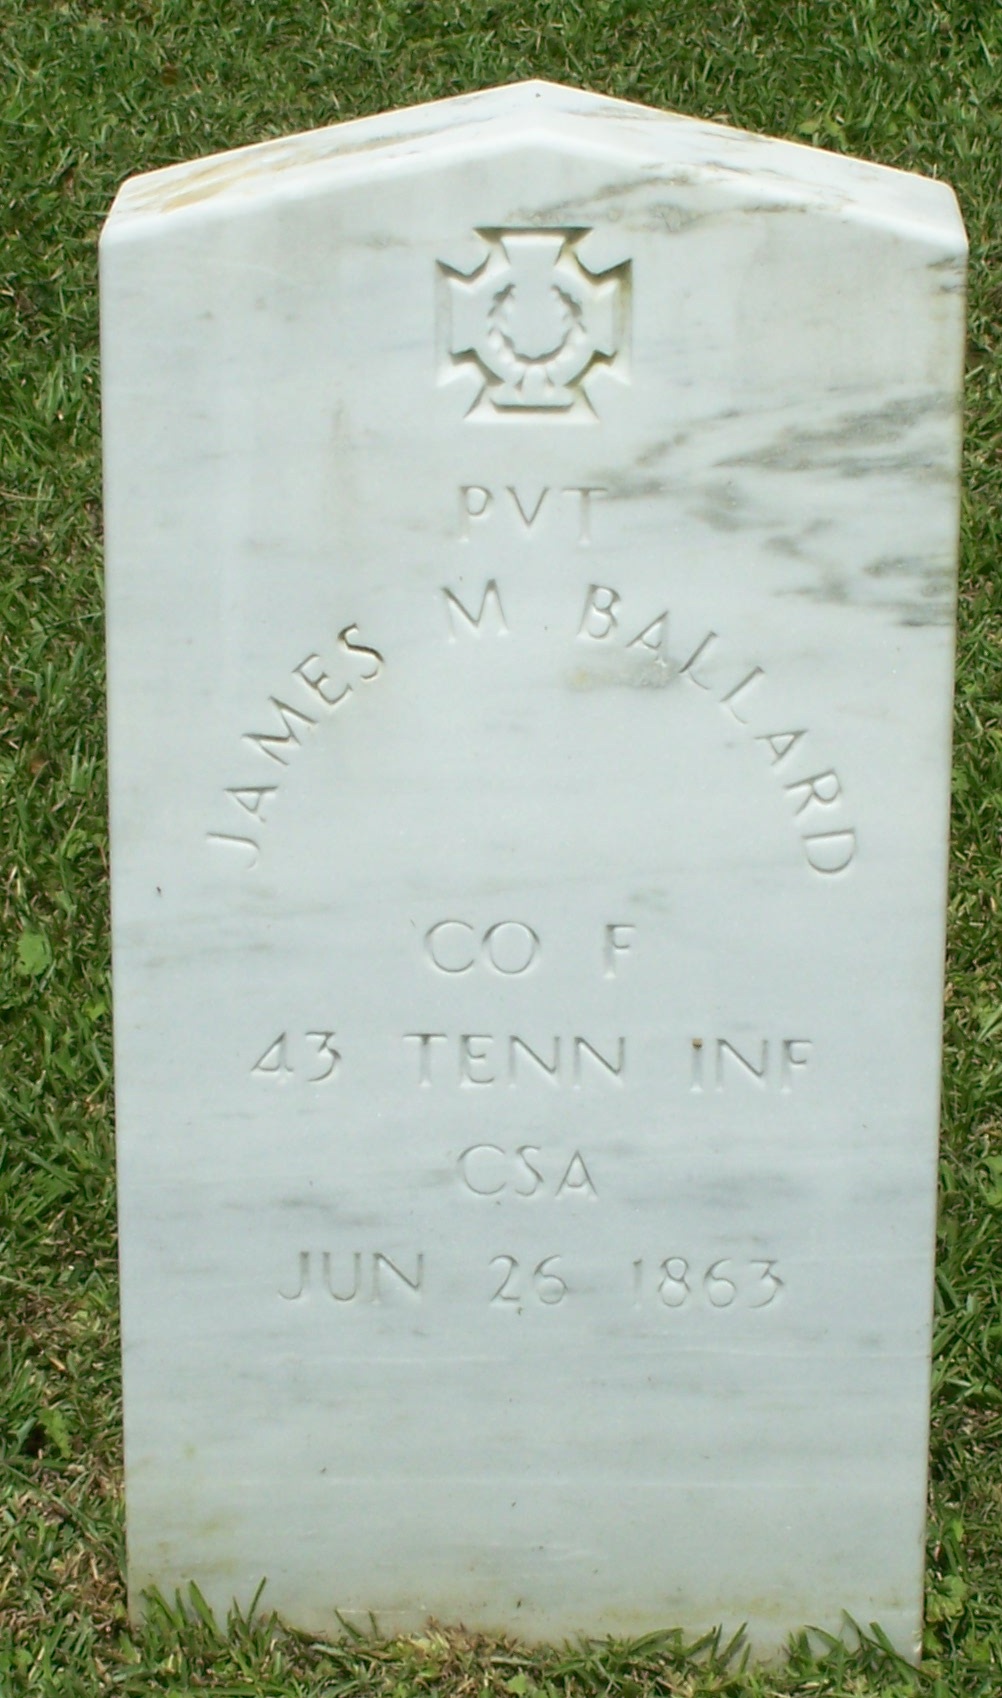 PVT
JAMES M BALLARD
CO F
43 TENN INF
CSA
JUN 26 1863